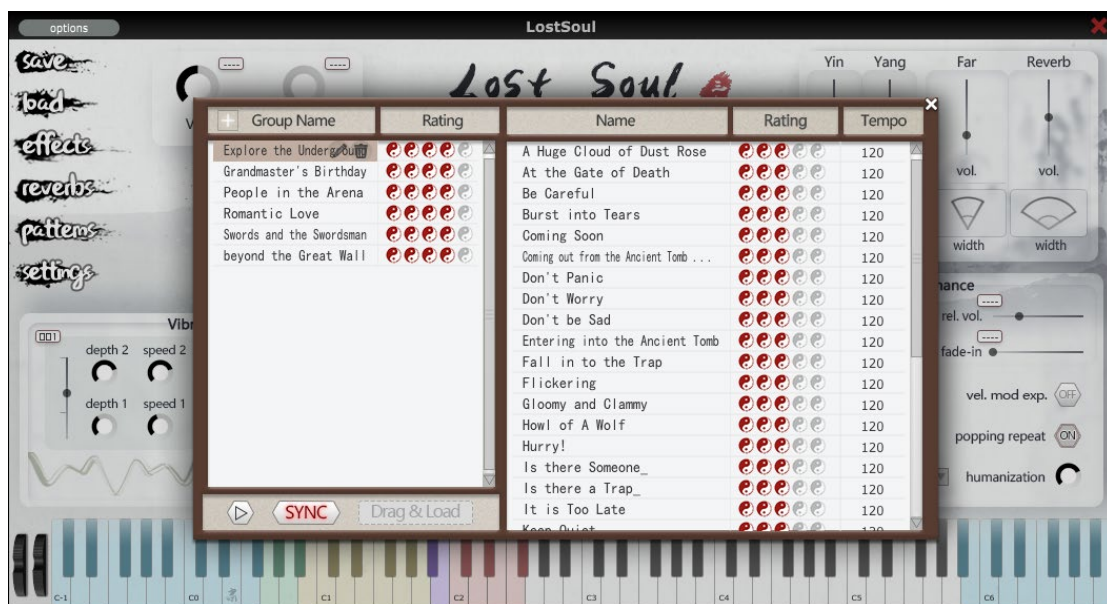 options
LostSoul
save
load
effects
reverbs
patterns
settings
Lost Soul
Yin Yang Far Reverb
vol. vol.
width width
Group Name Rating
Explore the Underground
Grandmaster's Birthday
People in the Arena
Romantic Love
Swords and the Swordsman
beyond the Great Wall
Name Rating Tempo
A Huge Cloud of Dust Rose 120
At the Gate of Death 120
Be Careful 120
Burst into Tears 120
Coming Soon 120
Coming out from the Ancient Tomb ... 120
Don't Panic 120
Don't Worry 120
Don't be Sad 120
Entering into the Ancient Tomb 120
Fall in to the Trap 120
Flickering 120
Gloomy and Clammy 120
Howl of A Wolf 120
Hurry! 120
Is there Someone_ 120
Is there a Trap_ 120
It is Too Late 120
Keep Quiet 120
SYNC Drag & Load
001
depth 2 speed 2
depth 1 speed 1
rel. vol.
fade-in
vel. mod exp. OFF
popping repeat ON
humanization
C-1 C0 C1 C2 C3 C4 C5 C6